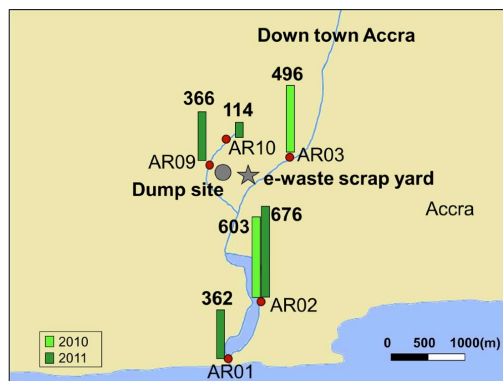 Down town Accra
496
366
114
AR10
AR03
AR09
Dump site
e-waste scrap yard
Accra
603
676
362
AR02
AR01
2010
2011
0 500 1000(m)